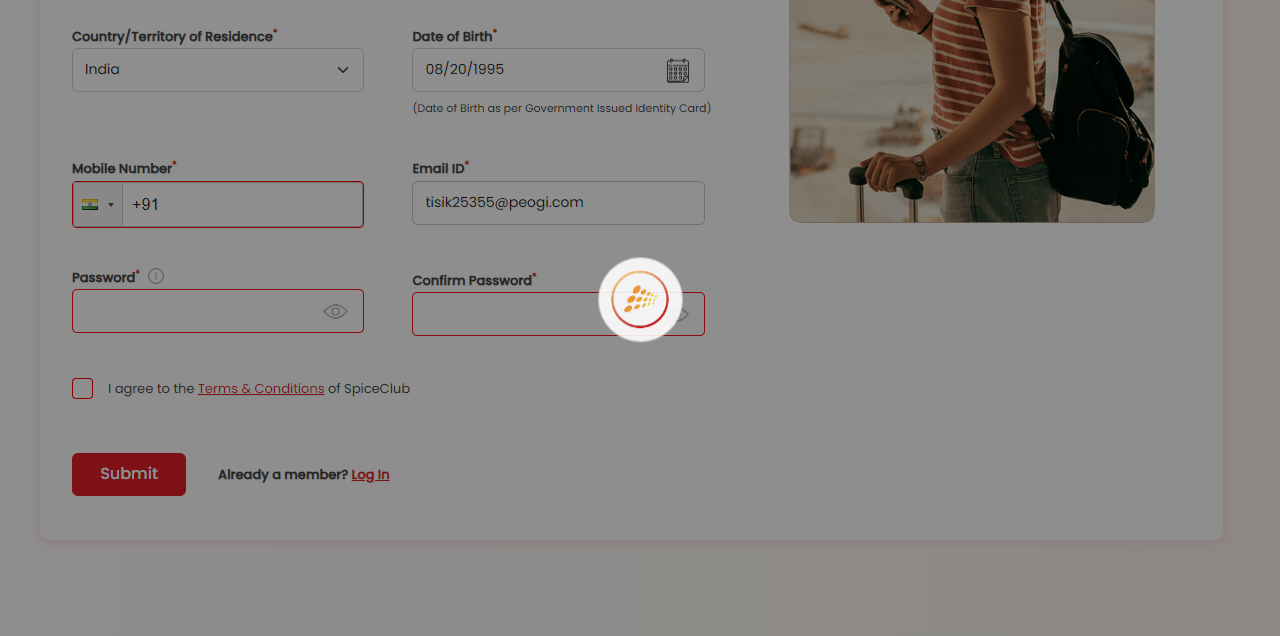 Country/Territory of Residence*
Date of Birth*
India
08/20/1995
(Date of Birth as per Government Issued Identity Card)
Mobile Number*
Email ID*
+91
tisik25355@peogi.com
Password*
Confirm Password*
I agree to the Terms & Conditions of SpiceClub
Submit
Already a member? Log In